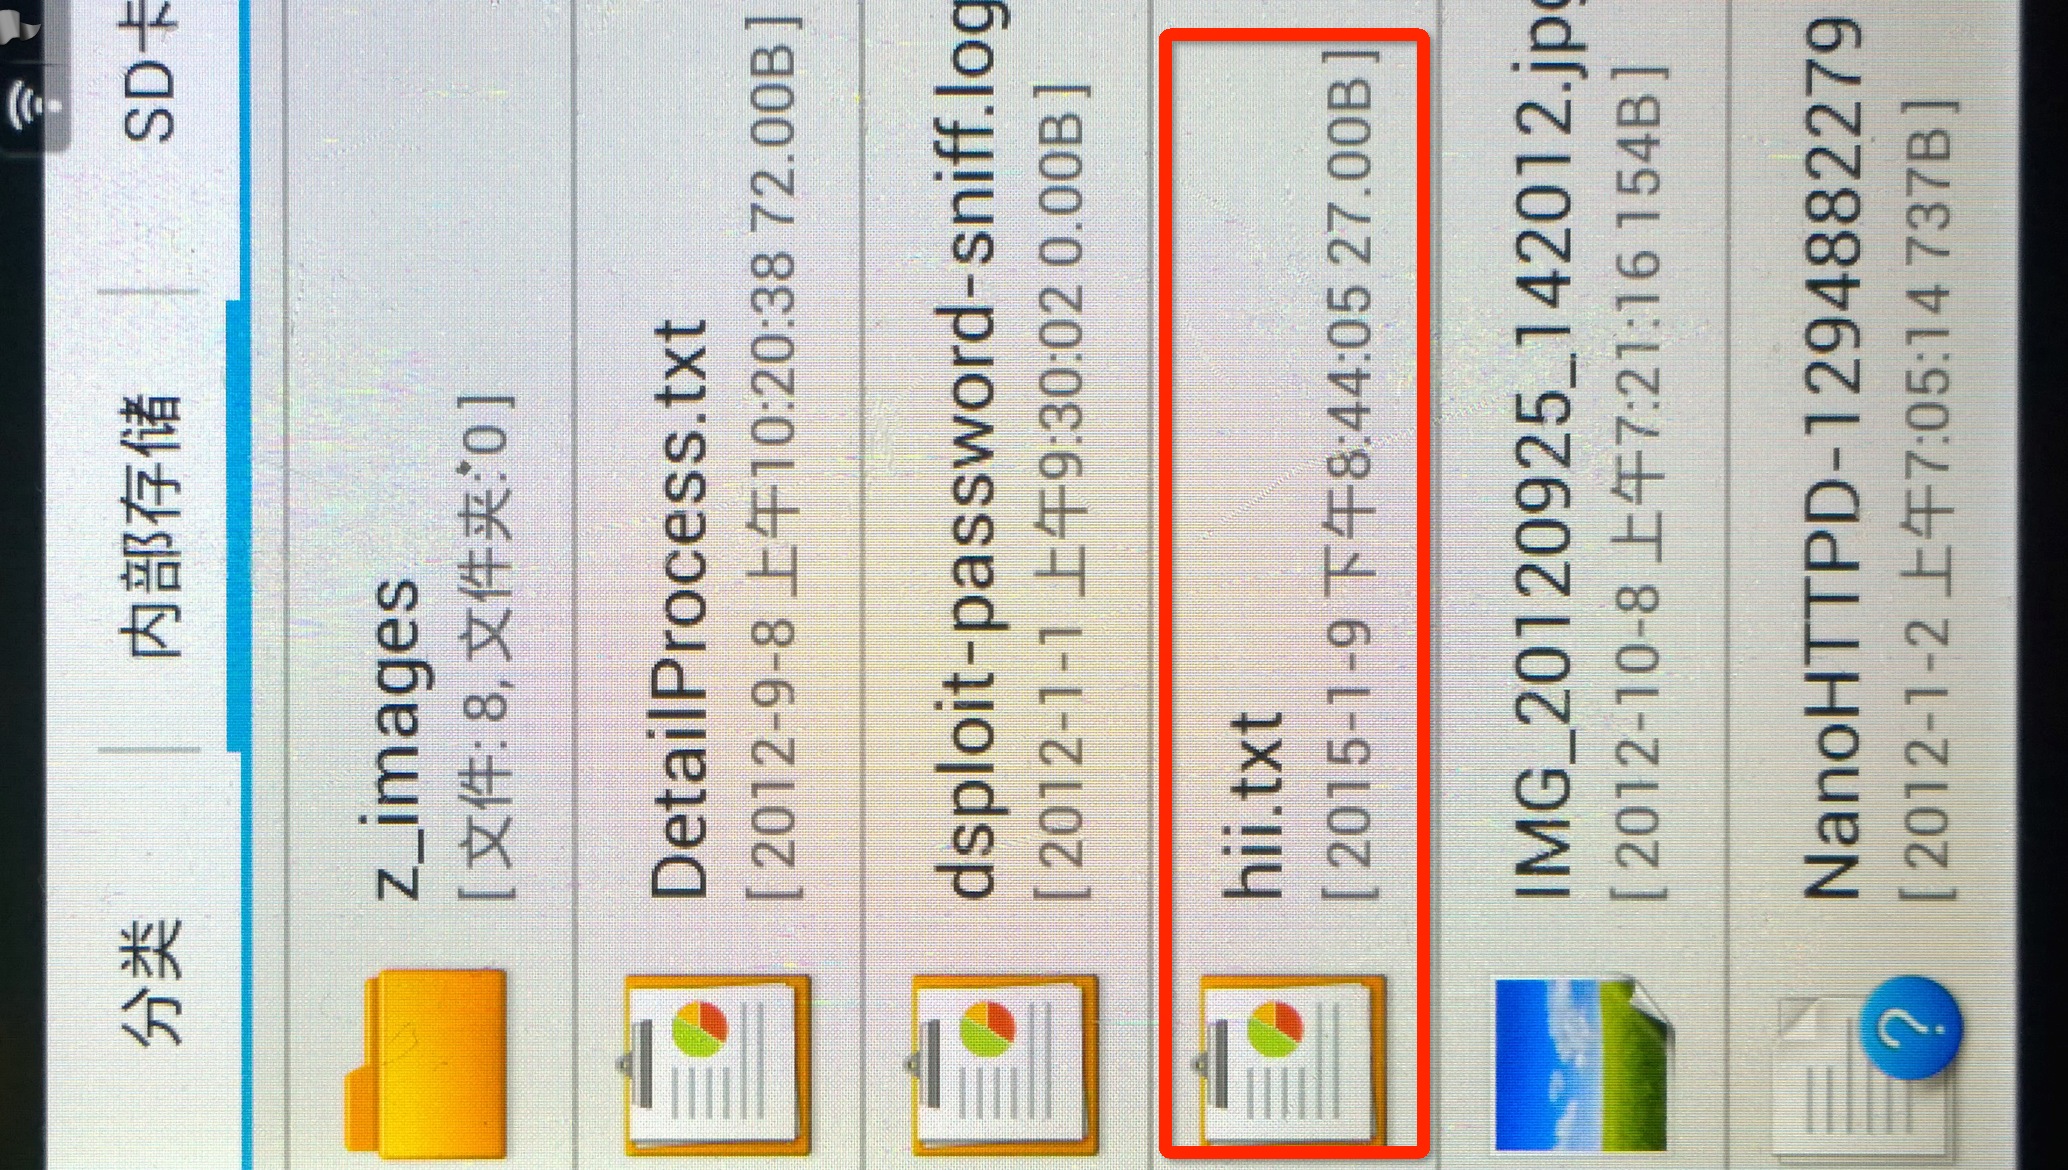 分类
内部存储
SD卡
z_images
[文件: 8, 文件夹: 0 ]
DetailProcess.txt
[ 2012-9-8 上午10:20:38 72.00B ]
dsploit-password-sniff.log
[ 2012-1-1 上午9:30:02 0.00B ]
hii.txt
[ 2015-1-9 下午8:44:05 27.00B ]
IMG_20120925_142012.jpg
[ 2012-10-8 上午7:21:16 154B ]
NanoHTTPD-1294882279
[ 2012-1-2 上午7:05:14 737B ]